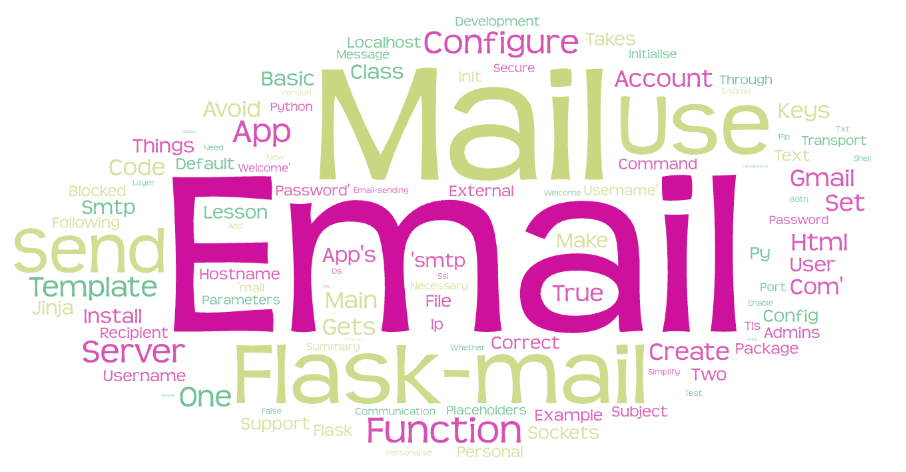 Development
Localhost Configure Takes
Message Initialise
Basic Class Init Secure Account Through
Version Mail Use Environ
Avoid Python Keys
App Pip Txt
Things Need Transport
Code Default Welcome' New Command Text Shell
Layer
Blocked Password' Email-sending External Welcome Username' Gmail Both
Smtp Email Set
Following Lesson Password
Add
Send App's 'smtp Make Py Html
Hostname Os Ssl User
Template 'mail Necessary True Port Com'
Parameters Main File
Jinja Enable
Install Gets Ip Config
Recipient Tls Admins
Server Summary Whether Correct Create Package
Username Flask-mail Simplify Two
One Test
False Communication Placeholders Example Subject
Support Flask Function Sockets
Personalise Personal